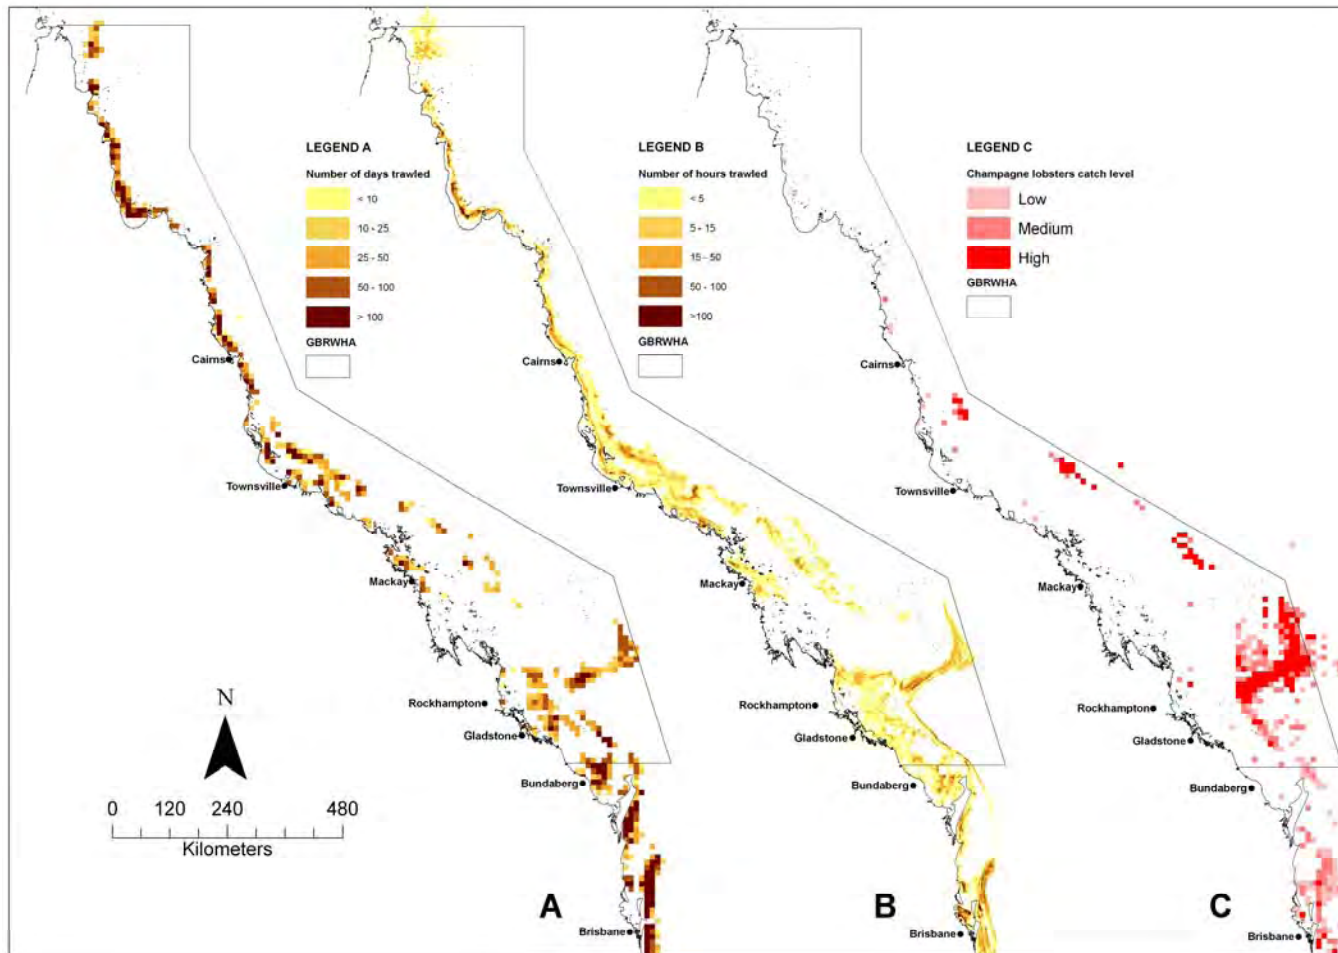 LEGEND A
Number of days trawled
< 10
10 - 25
25 - 50
50 - 100
> 100
GBRWHA
Cairns
Townsville
Mackay
Rockhampton
Gladstone
Bundaberg
Brisbane
N
0 120 240 480
Kilometers
A
LEGEND B
Number of hours trawled
< 5
5 - 15
15 - 50
50 - 100
>100
GBRWHA
Cairns
Townsville
Mackay
Rockhampton
Gladstone
Bundaberg
Brisbane
B
LEGEND C
Champagne lobsters catch level
Low
Medium
High
GBRWHA
Cairns
Townsville
Mackay
Rockhampton
Gladstone
Bundaberg
Brisbane
C